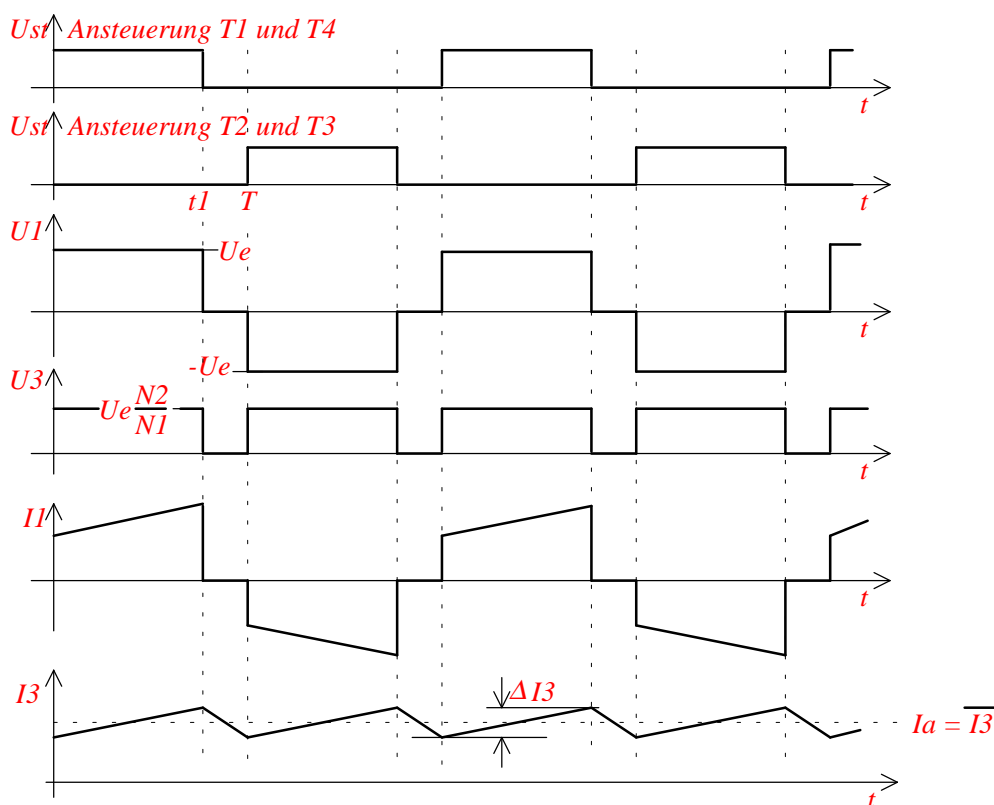 Ust Ansteuerung T1 und T4
t
Ust Ansteuerung T2 und T3
t1 T t
U1
Ue
t
-Ue
U3
Ue N2/N1
t
I1
t
I3
ΔI3
Ia = I3
t